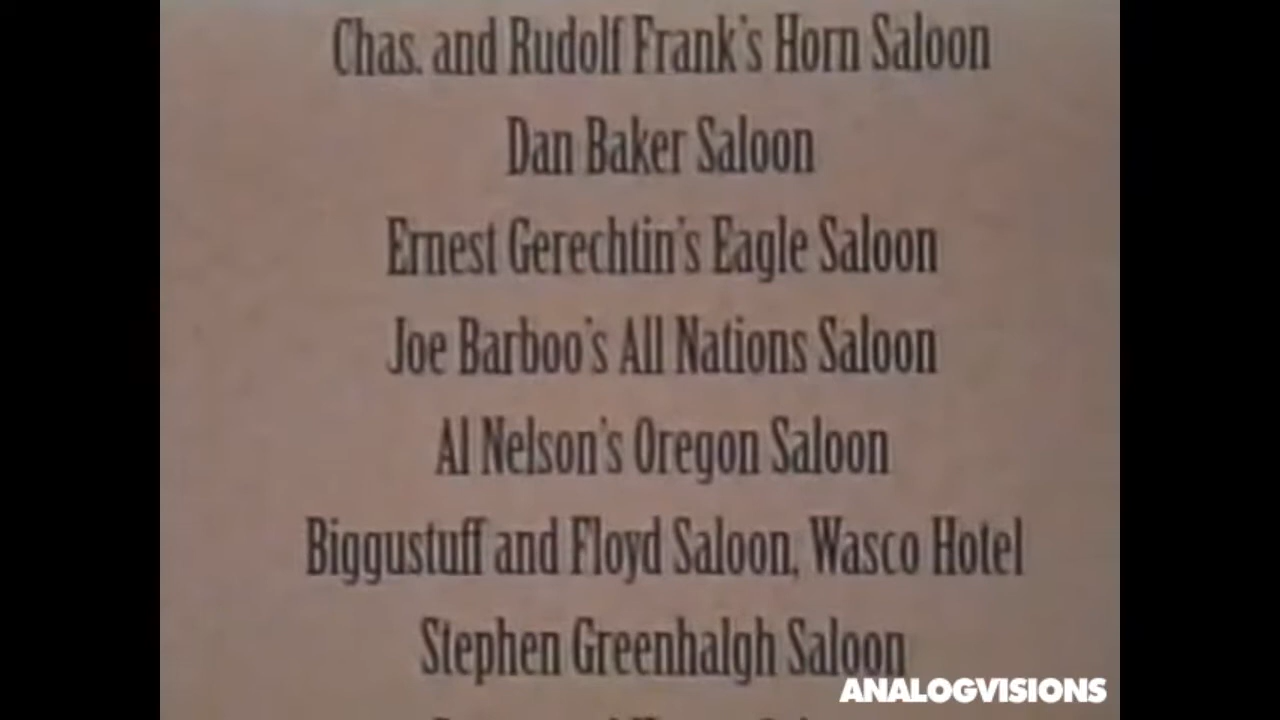 Chas. and Rudolf Frank's Horn Saloon
Dan Baker Saloon
Ernest Gerechtin's Eagle Saloon
Joe Barboo's All Nations Saloon
Al Nelson's Oregon Saloon
Biggustuff and Floyd Saloon, Wasco Hotel
Stephen Greenhalgh Saloon
ANALOGVISIONS